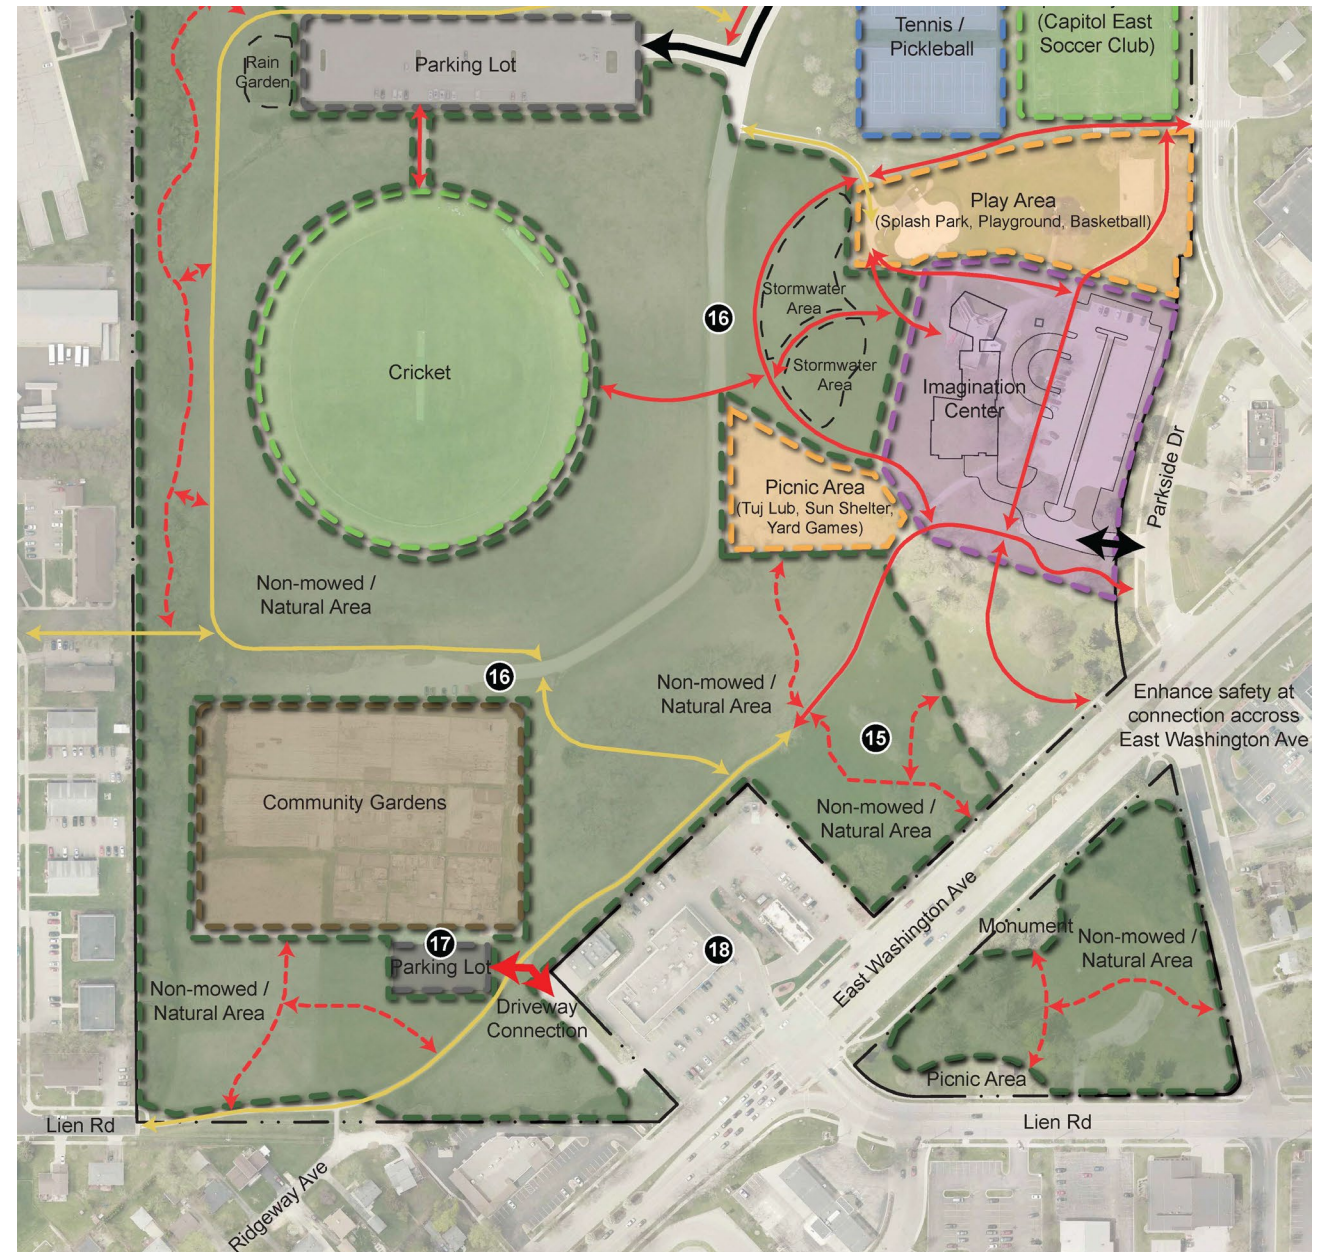 Tennis /
Pickleball
(Capitol East
Soccer Club)
Rain
Garden
Parking Lot
Play Area
(Splash Park, Playground, Basketball)
Stormwater
Area
16
Stormwater
Area
Cricket
Imagination
Center
Parkside Dr
Picnic Area
(Tuj Lub, Sun Shelter,
Yard Games)
Non-mowed /
Natural Area
16
Non-mowed /
Natural Area
Enhance safety at
connection accross
East Washington Ave
15
Community Gardens
Non-mowed /
Natural Area
East Washington Ave
Monument
Non-mowed /
Natural Area
17
18
Parking Lot
Non-mowed /
Natural Area
Driveway
Connection
Picnic Area
Lien Rd
Lien Rd
Ridgeway Ave